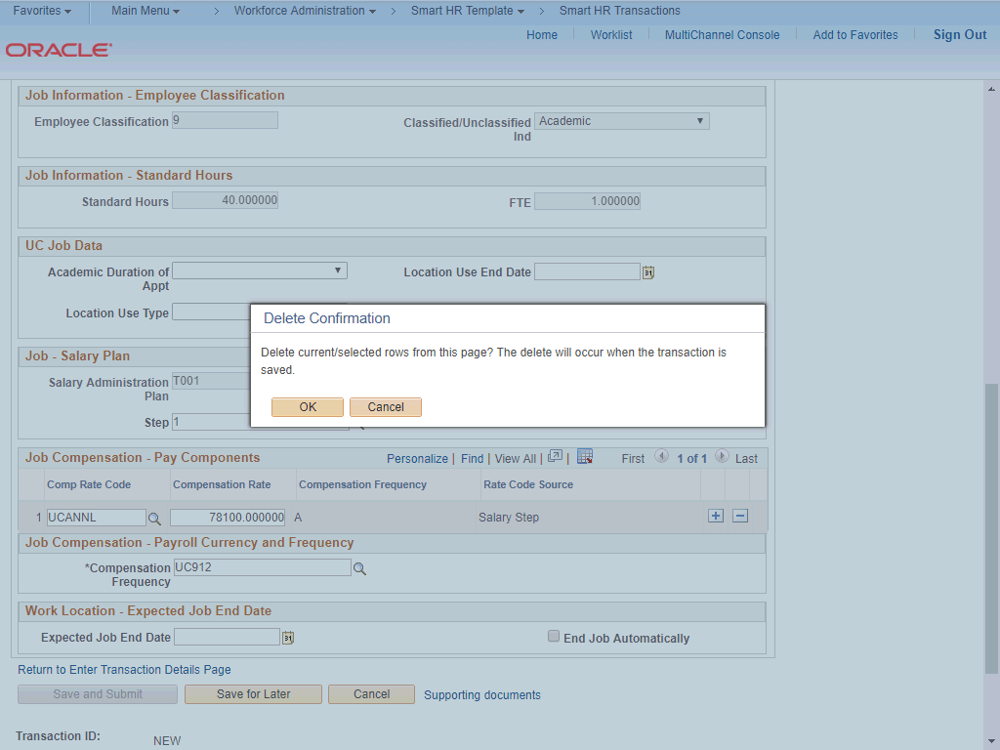 Favorites Main Menu > Workforce Administration > Smart HR Template > Smart HR Transactions
Home Worklist MultiChannel Console Add to Favorites Sign Out
ORACLE
Job Information - Employee Classification
Employee Classification 9 Classified/Unclassified Ind Academic
Job Information - Standard Hours
Standard Hours 40.000000 FTE 1.000000
UC Job Data
Academic Duration of Appt Location Use End Date 31
Location Use Type
Delete Confirmation
Delete current/selected rows from this page? The delete will occur when the transaction is
saved.
OK Cancel
Job - Salary Plan
Salary Administration Plan T001
Step 1
Job Compensation - Pay Components Personalize | Find | View All | | First 1 of 1 Last
Comp Rate Code Compensation Rate Compensation Frequency Rate Code Source
1 UCANNL 78100.000000 A Salary Step + −
Job Compensation - Payroll Currency and Frequency
*Compensation Frequency UC912
Work Location - Expected Job End Date
Expected Job End Date 31 End Job Automatically
Return to Enter Transaction Details Page
Save and Submit Save for Later Cancel Supporting documents
Transaction ID: NEW